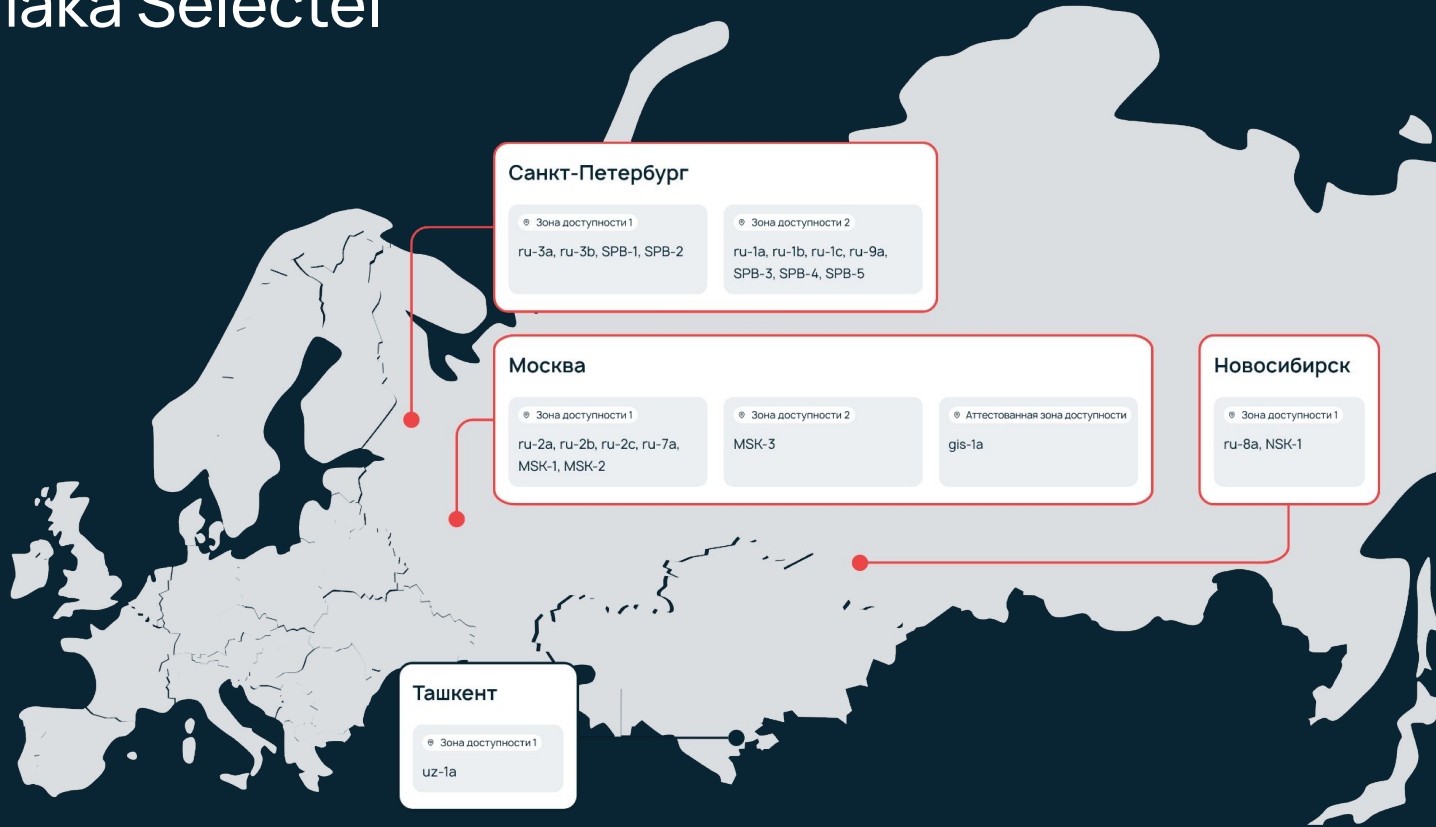 Selectel
Санкт-Петербург
Зона доступности 1
ru-3a, ru-3b, SPB-1, SPB-2
Зона доступности 2
ru-1a, ru-1b, ru-1c, ru-9a,
SPB-3, SPB-4, SPB-5
Москва
Зона доступности 1
ru-2a, ru-2b, ru-2c, ru-7a,
MSK-1, MSK-2
Зона доступности 2
MSK-3
Аттестованная зона доступности
gis-1a
Новосибирск
Зона доступности 1
ru-8a, NSK-1
Ташкент
Зона доступности 1
uz-1a